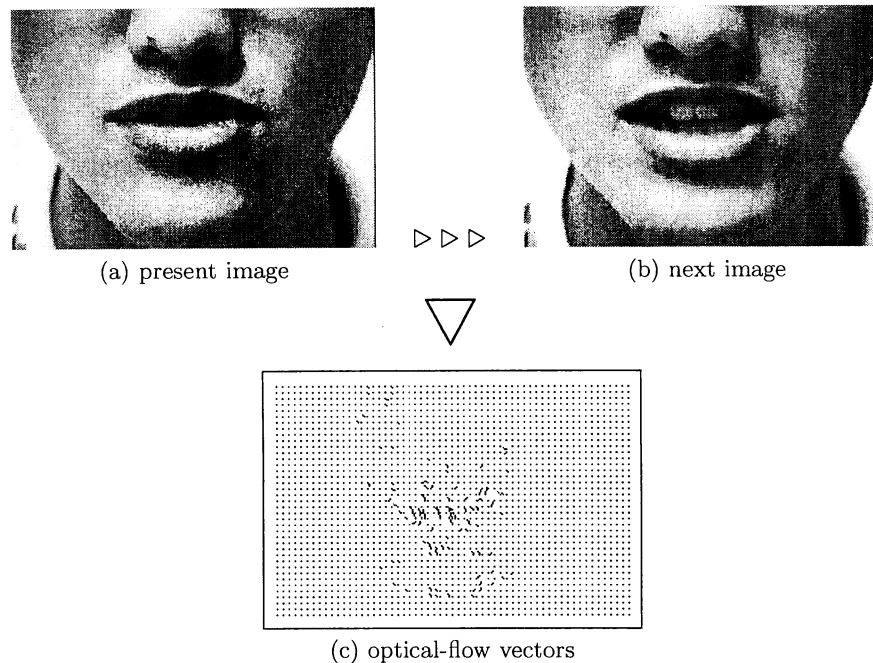 (a) present image
(b) next image
(c) optical-flow vectors